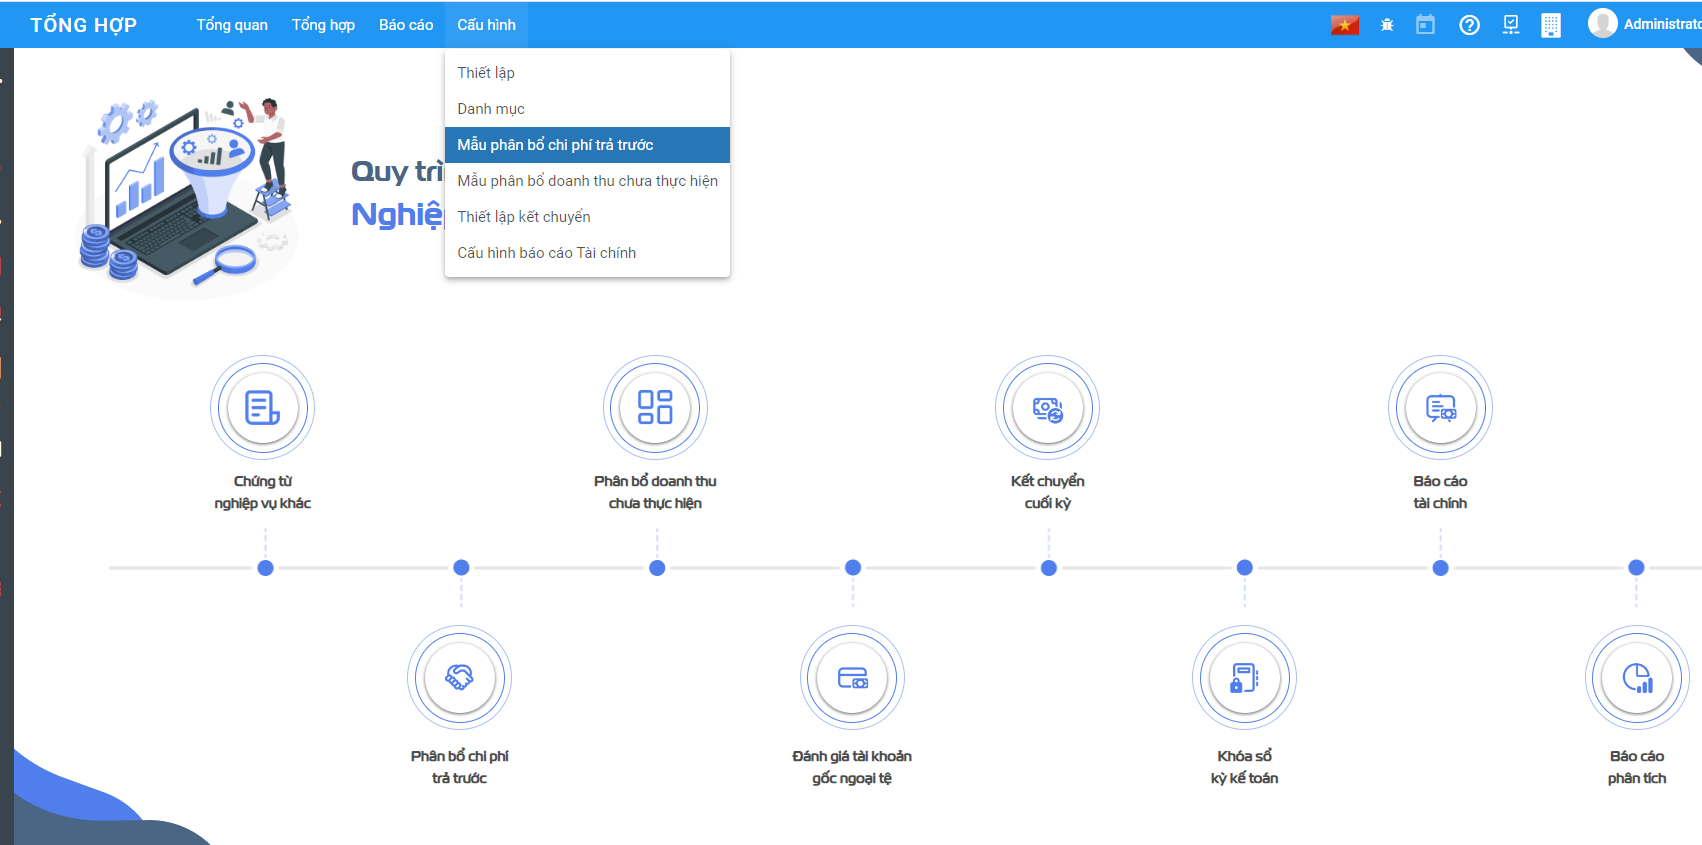 TỔNG HỢP
Tổng quan
Tổng hợp
Báo cáo
Cấu hình
Thiết lập
Danh mục
Mẫu phân bổ chi phí trả trước
Mẫu phân bổ doanh thu chưa thực hiện
Thiết lập kết chuyển
Cấu hình báo cáo Tài chính
Quy
Chứng từ
nghiệp vụ khác
Phân bổ doanh thu
chưa thực hiện
Kết chuyển
cuối kỳ
Báo cáo
tài chính
Phân bổ chi phí
trả trước
Đánh giá tài khoản
gốc ngoại tệ
Khóa sổ
kỳ kế toán
Báo cáo
phân tích